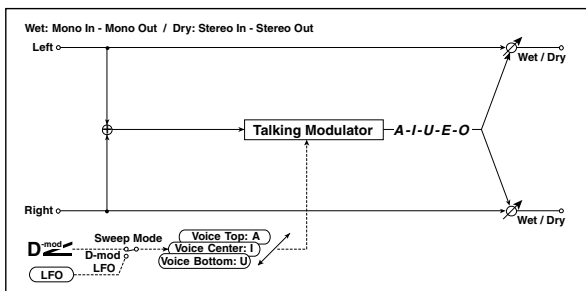 Wet: Mono In - Mono Out / Dry: Stereo In - Stereo Out
Left
Wet / Dry
Talking Modulator
A-I-U-E-O
Right
Wet / Dry
Sweep Mode
D-mod
D-mod
LFO
LFO
Voice Top: A
Voice Center: I
Voice Bottom: U